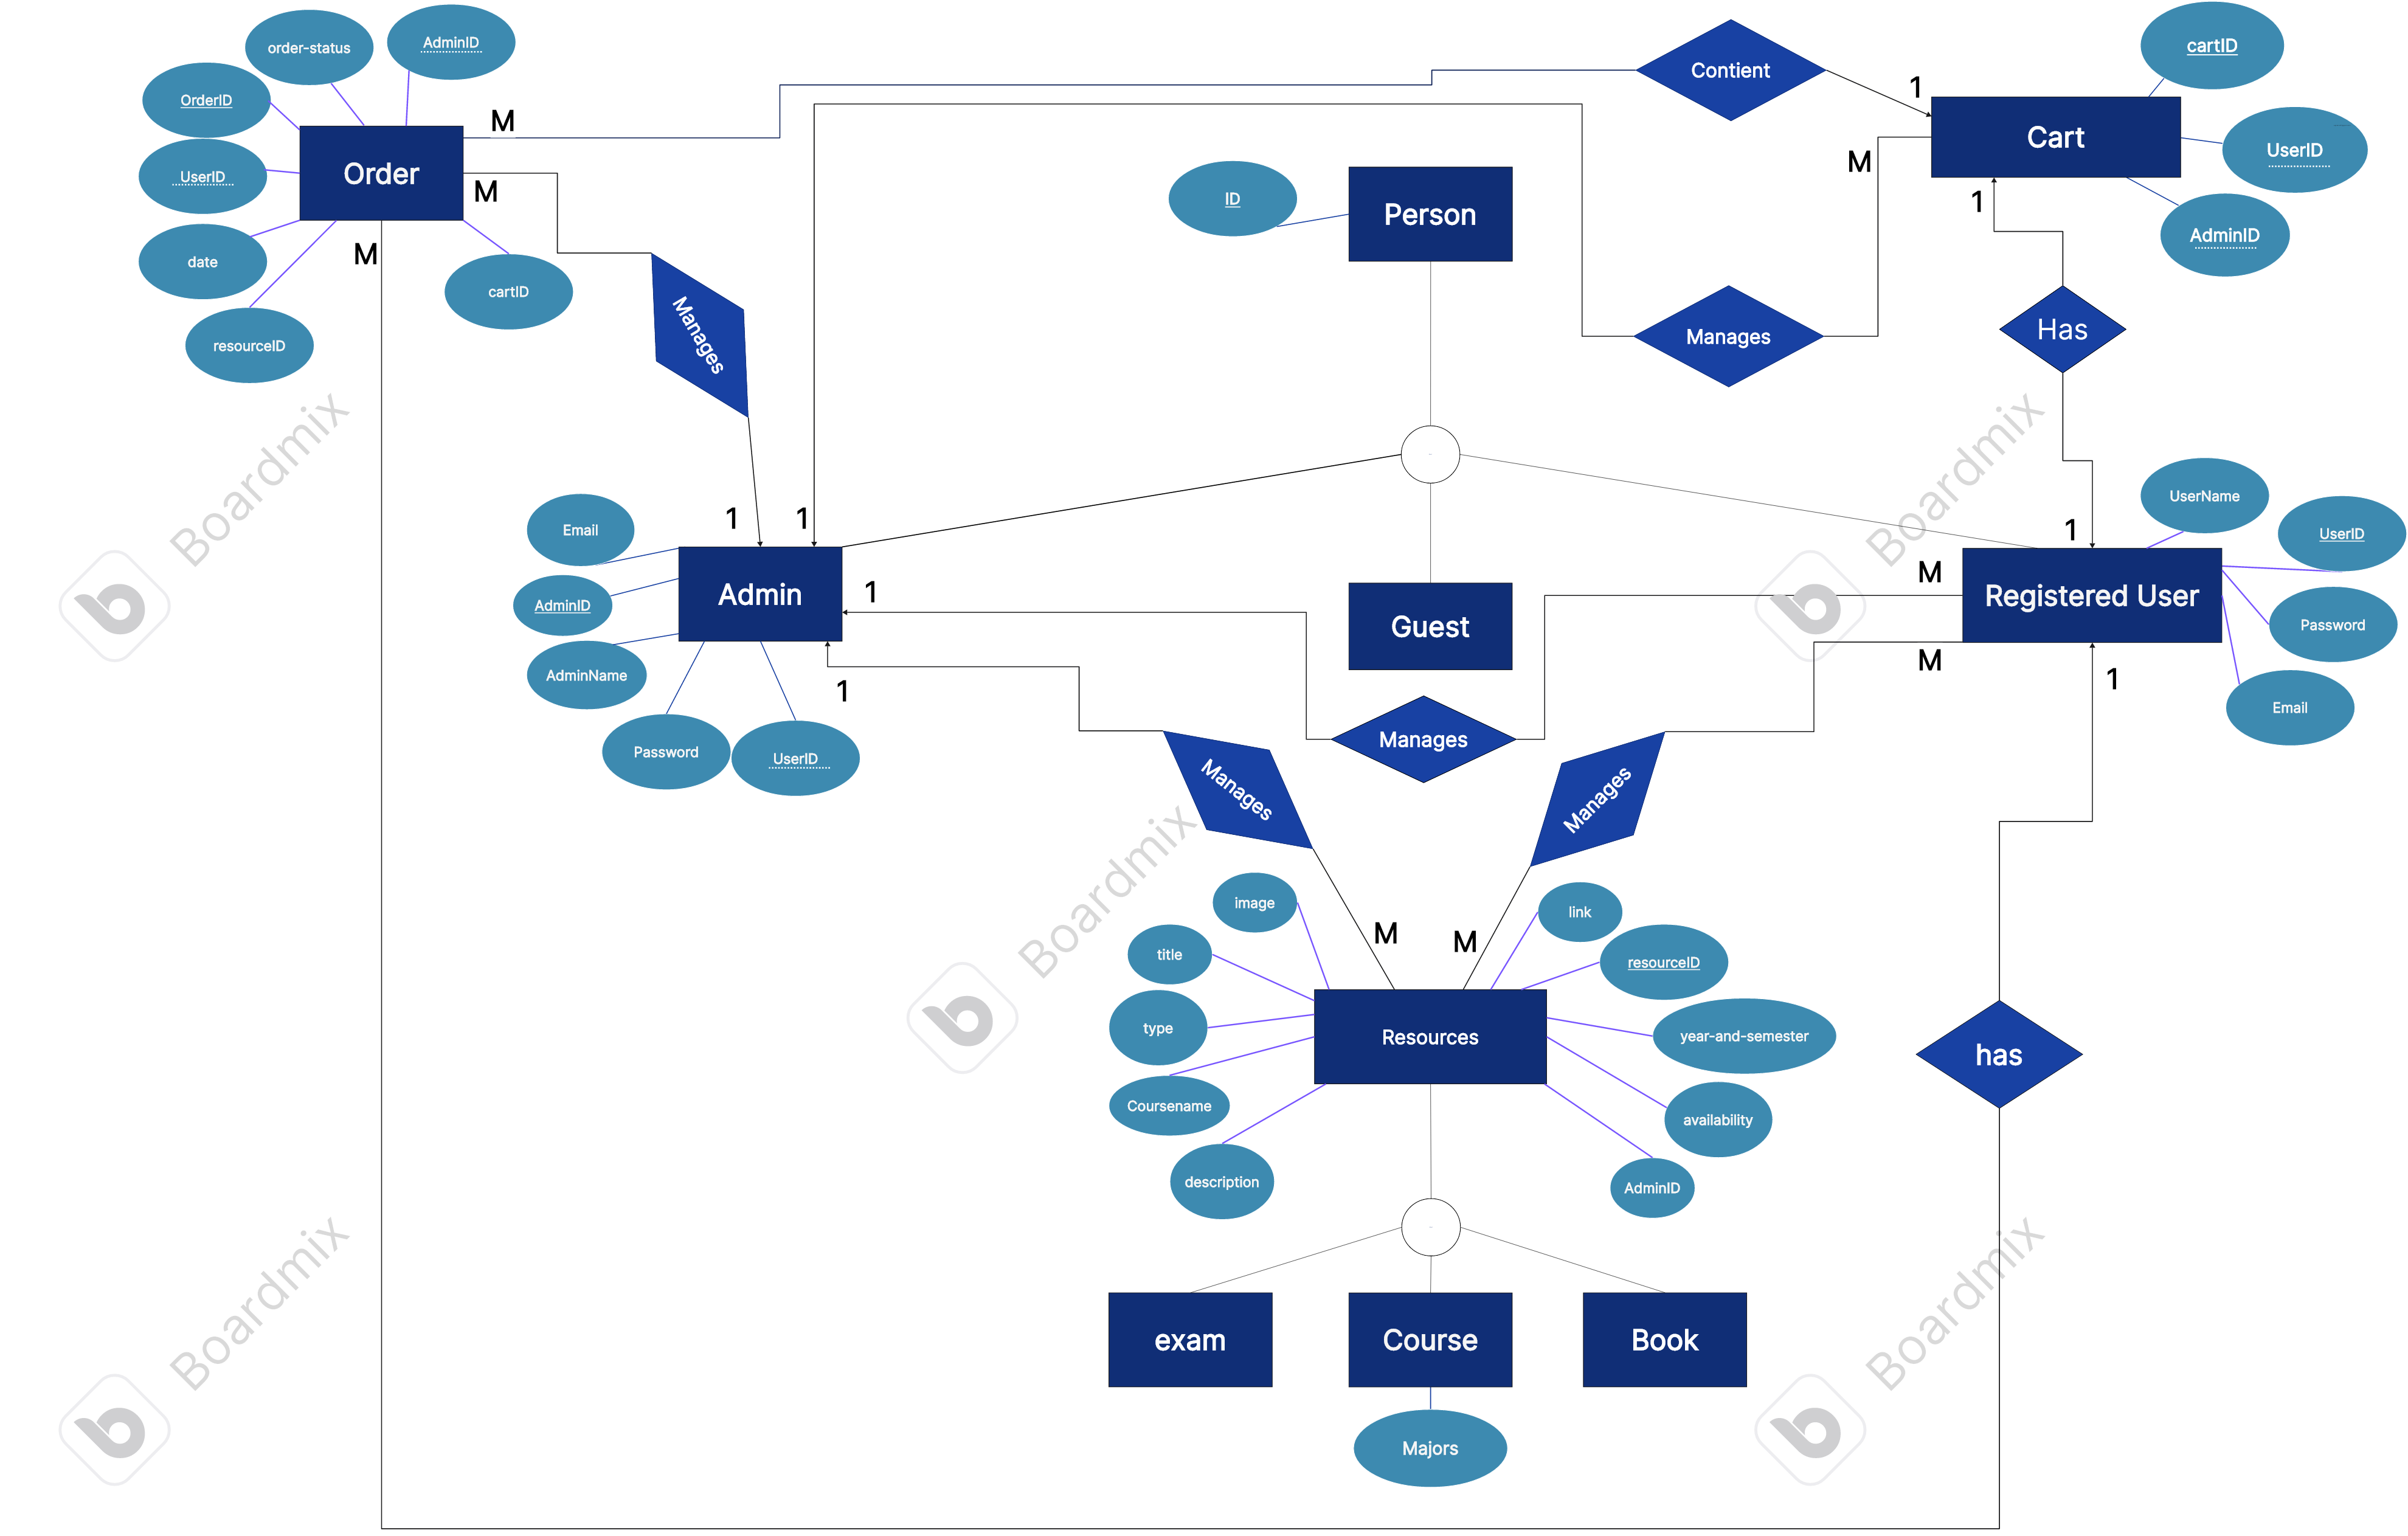 order-status
AdminID
OrderID
UserID
date
resourceID
cartID
Order
M
M
M
Contient
1
Cart
cartID
UserID
AdminID
M
1
ID
Person
Manages
Manages
Has
Boardmix
Boardmix
UserName
UserID
Password
Email
1
M
Registered User
M
1
Email
AdminID
AdminName
Password
UserID
1
1
Admin
1
1
Guest
Manages
Manages
Manages
Boardmix
M
M
image
title
type
Coursename
description
link
resourceID
year-and-semester
availability
AdminID
Resources
has
exam
Course
Book
Majors
Boardmix
Boardmix